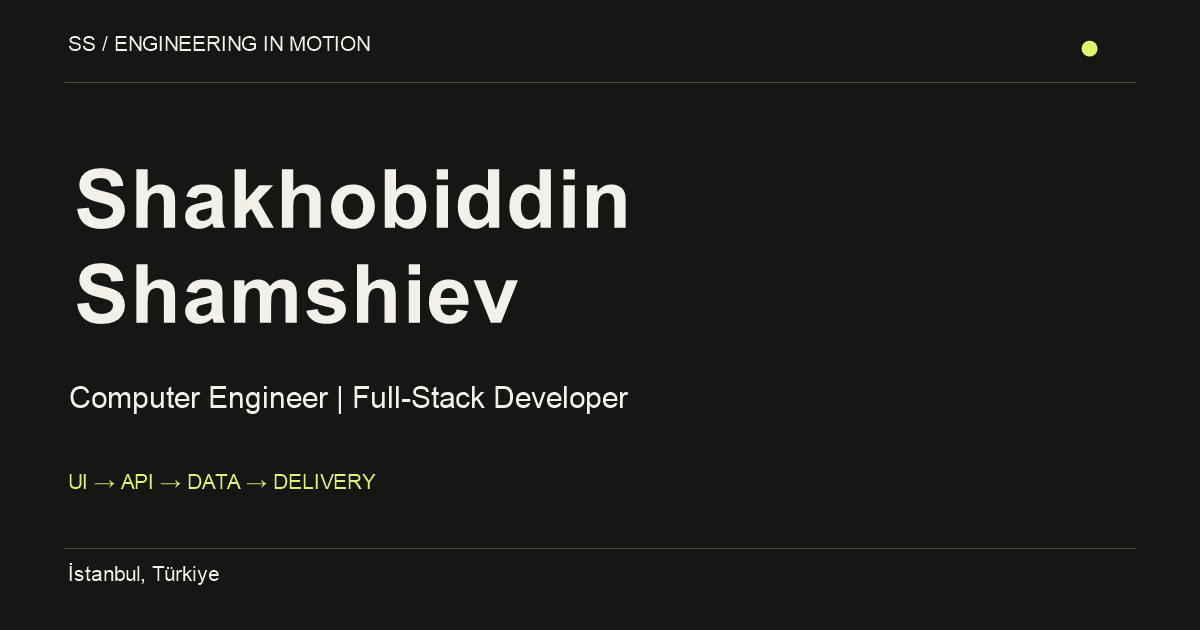 SS / ENGINEERING IN MOTION
Shakhobiddin
Shamshiev
Computer Engineer | Full-Stack Developer
UI → API → DATA → DELIVERY
İstanbul, Türkiye